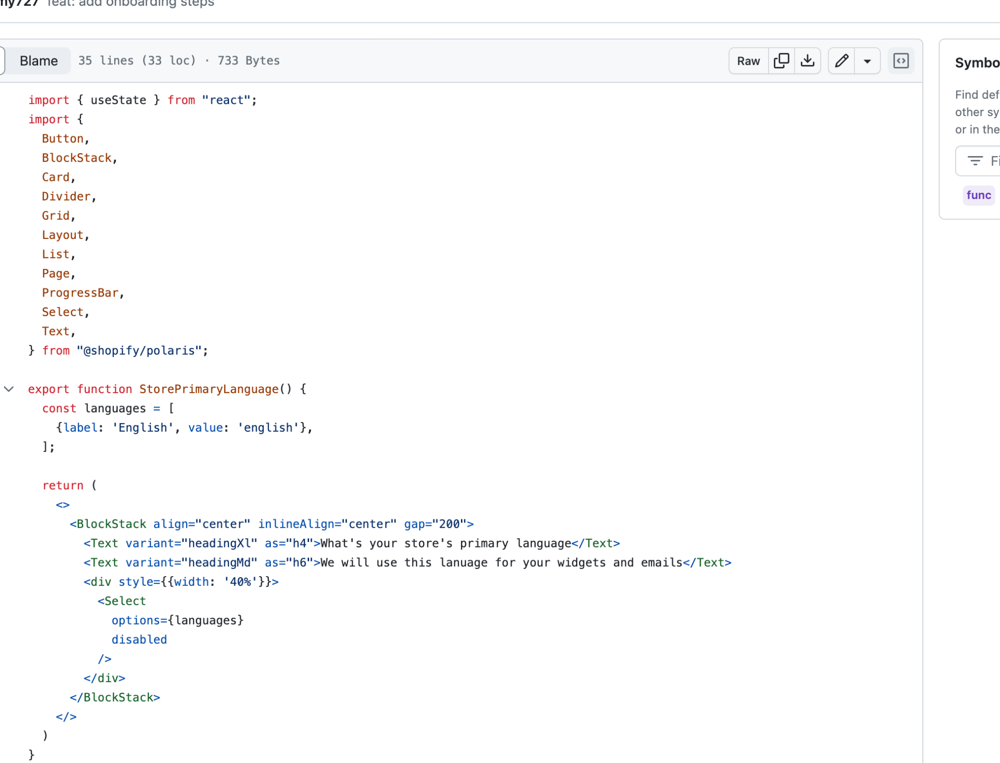 my727 feat: add onboarding steps
Blame 35 lines (33 loc) · 733 Bytes Raw
import { useState } from "react";
import {
  Button,
  BlockStack,
  Card,
  Divider,
  Grid,
  Layout,
  List,
  Page,
  ProgressBar,
  Select,
  Text,
} from "@shopify/polaris";

export function StorePrimaryLanguage() {
  const languages = [
    {label: 'English', value: 'english'},
  ];

  return (
    <>
      <BlockStack align="center" inlineAlign="center" gap="200">
        <Text variant="headingXl" as="h4">What's your store's primary language</Text>
        <Text variant="headingMd" as="h6">We will use this lanuage for your widgets and emails</Text>
        <div style={{width: '40%'}}>
          <Select
            options={languages}
            disabled
          />
        </div>
      </BlockStack>
    </>
  )
}
Symbo
Find def
other sy
or in the
Fi
func